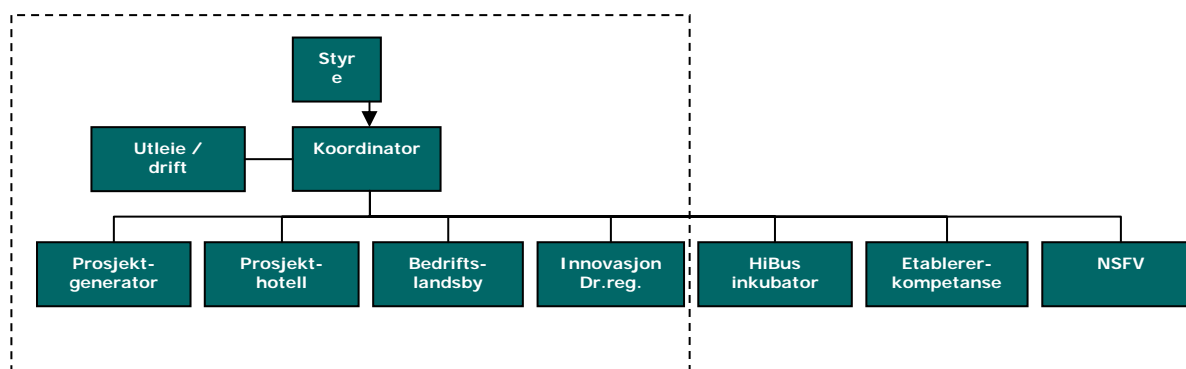 Styr
e
Utleie /
drift
Koordinator
Prosjekt-
generator
Prosjekt-
hotell
Bedrifts-
landsby
Innovasjon
Dr.reg.
HiBus
inkubator
Etablerer-
kompetanse
NSFV